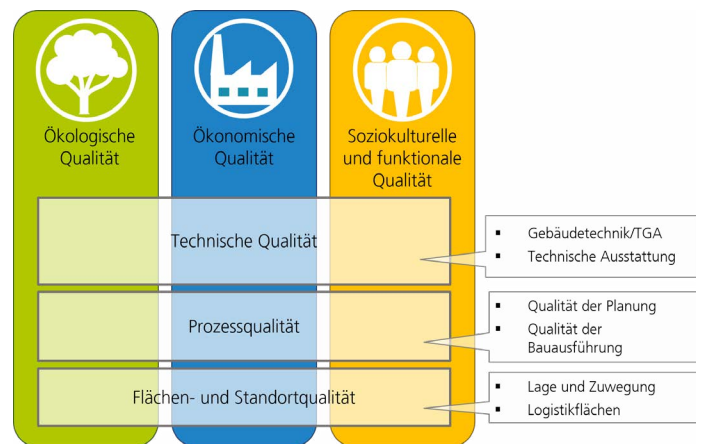 Ökologische
Qualität
Ökonomische
Qualität
Soziokulturelle
und funktionale
Qualität
Technische Qualität
▪ Gebäudetechnik/TGA
▪ Technische Ausstattung
Prozessqualität
▪ Qualität der Planung
▪ Qualität der
Bauausführung
Flächen- und Standortqualität
▪ Lage und Zuwegung
▪ Logistikflächen